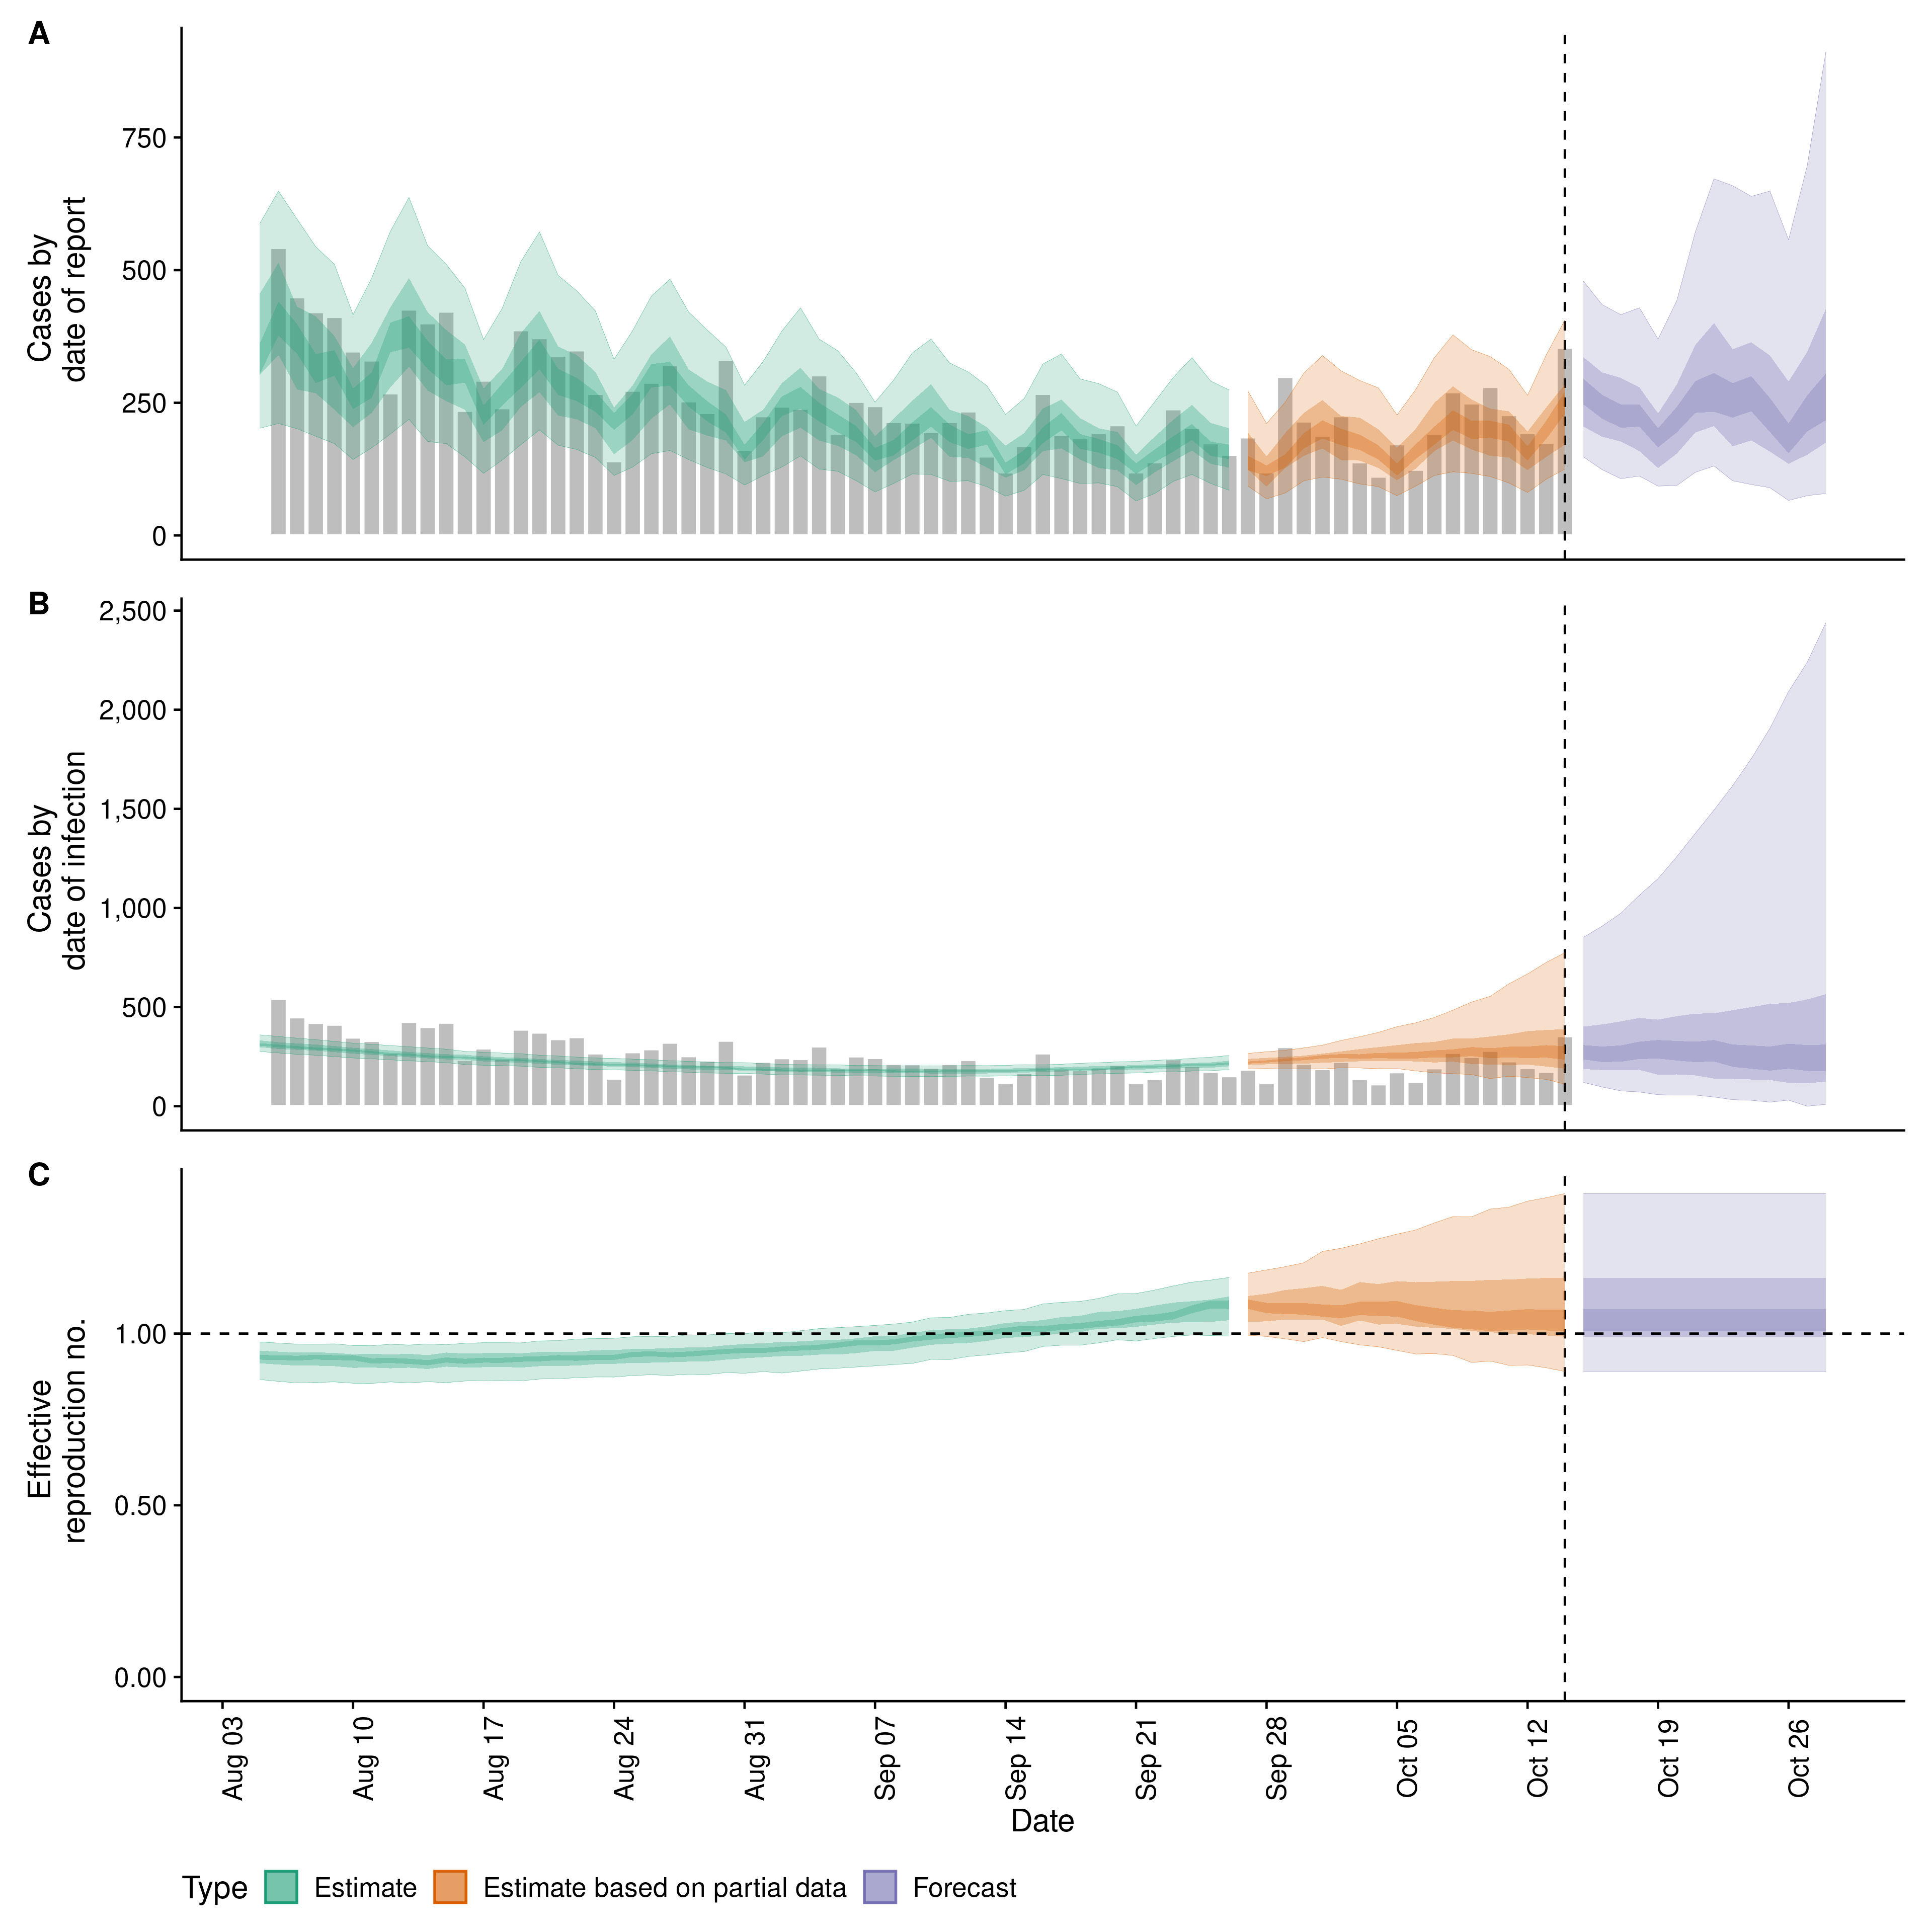 A
Cases by
date of report
750
500
250
0
B
Cases by
date of infection
2,500
2,000
1,500
1,000
500
0
C
Effective
reproduction no.
1.00
0.50
0.00
Aug 03
Aug 10
Aug 17
Aug 24
Aug 31
Sep 07
Sep 14
Sep 21
Sep 28
Oct 05
Oct 12
Oct 19
Oct 26
Date
Type Estimate Estimate based on partial data Forecast